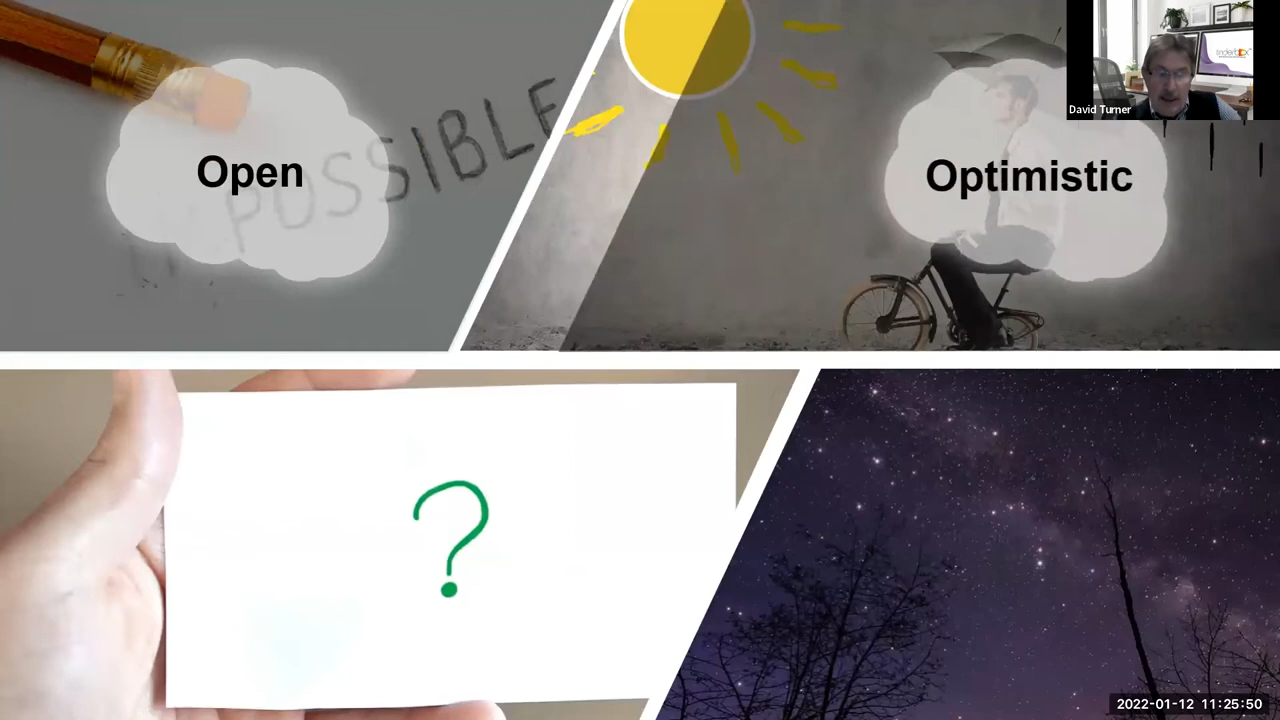 Open
POSSIBLE
Optimistic
David Turner
?
2022-01-12 11:25:50